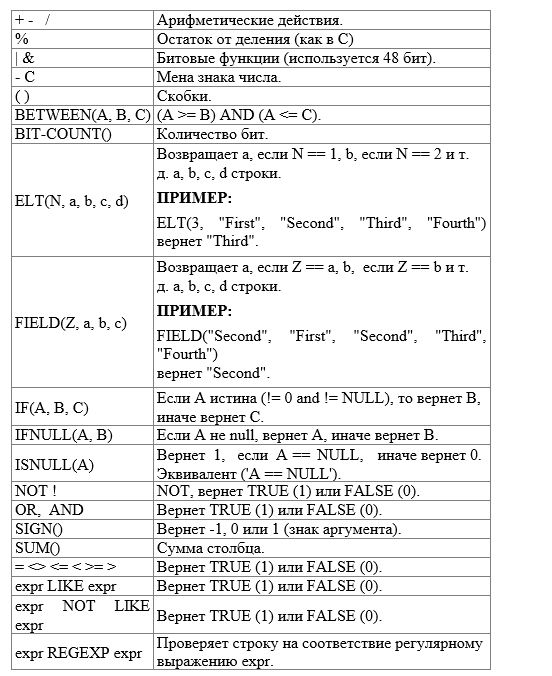 + -   /
Арифметические действия.
%
Остаток от деления (как в С)
| &
Битовые функции (используется 48 бит).
- С
Мена знака числа.
( )
Скобки.
BETWEEN(A, B, C)
(A >= B) AND (A <= C).
BIT-COUNT()
Количество бит.
ELT(N, a, b, c, d)
Возвращает a, если N == 1, b, если N == 2 и т.
д. a, b, c, d строки.
ПРИМЕР:
ELT(3, "First", "Second", "Third", "Fourth")
вернет "Third".
FIELD(Z, a, b, c)
Возвращает a, если Z == a, b,  если Z == b и т.
д. a, b, c, d строки.
ПРИМЕР:
FIELD("Second", "First", "Second", "Third",
"Fourth")
вернет "Second".
IF(A, B, C)
Если A истина (!= 0 and != NULL), то вернет B,
иначе вернет C.
IFNULL(A, B)
Если A не null, вернет A, иначе вернет B.
ISNULL(A)
Вернет 1, если A == NULL, иначе вернет 0.
Эквивалент ('A == NULL').
NOT !
NOT, вернет TRUE (1) или FALSE (0).
OR,  AND
Вернет TRUE (1) или FALSE (0).
SIGN()
Вернет -1, 0 или 1 (знак аргумента).
SUM()
Сумма столбца.
= <> <= < >= >
Вернет TRUE (1) или FALSE (0).
expr LIKE expr
Вернет TRUE (1) или FALSE (0).
expr NOT LIKE
expr
Вернет TRUE (1) или FALSE (0).
expr REGEXP expr
Проверяет строку на соответствие регулярному
выражению expr.